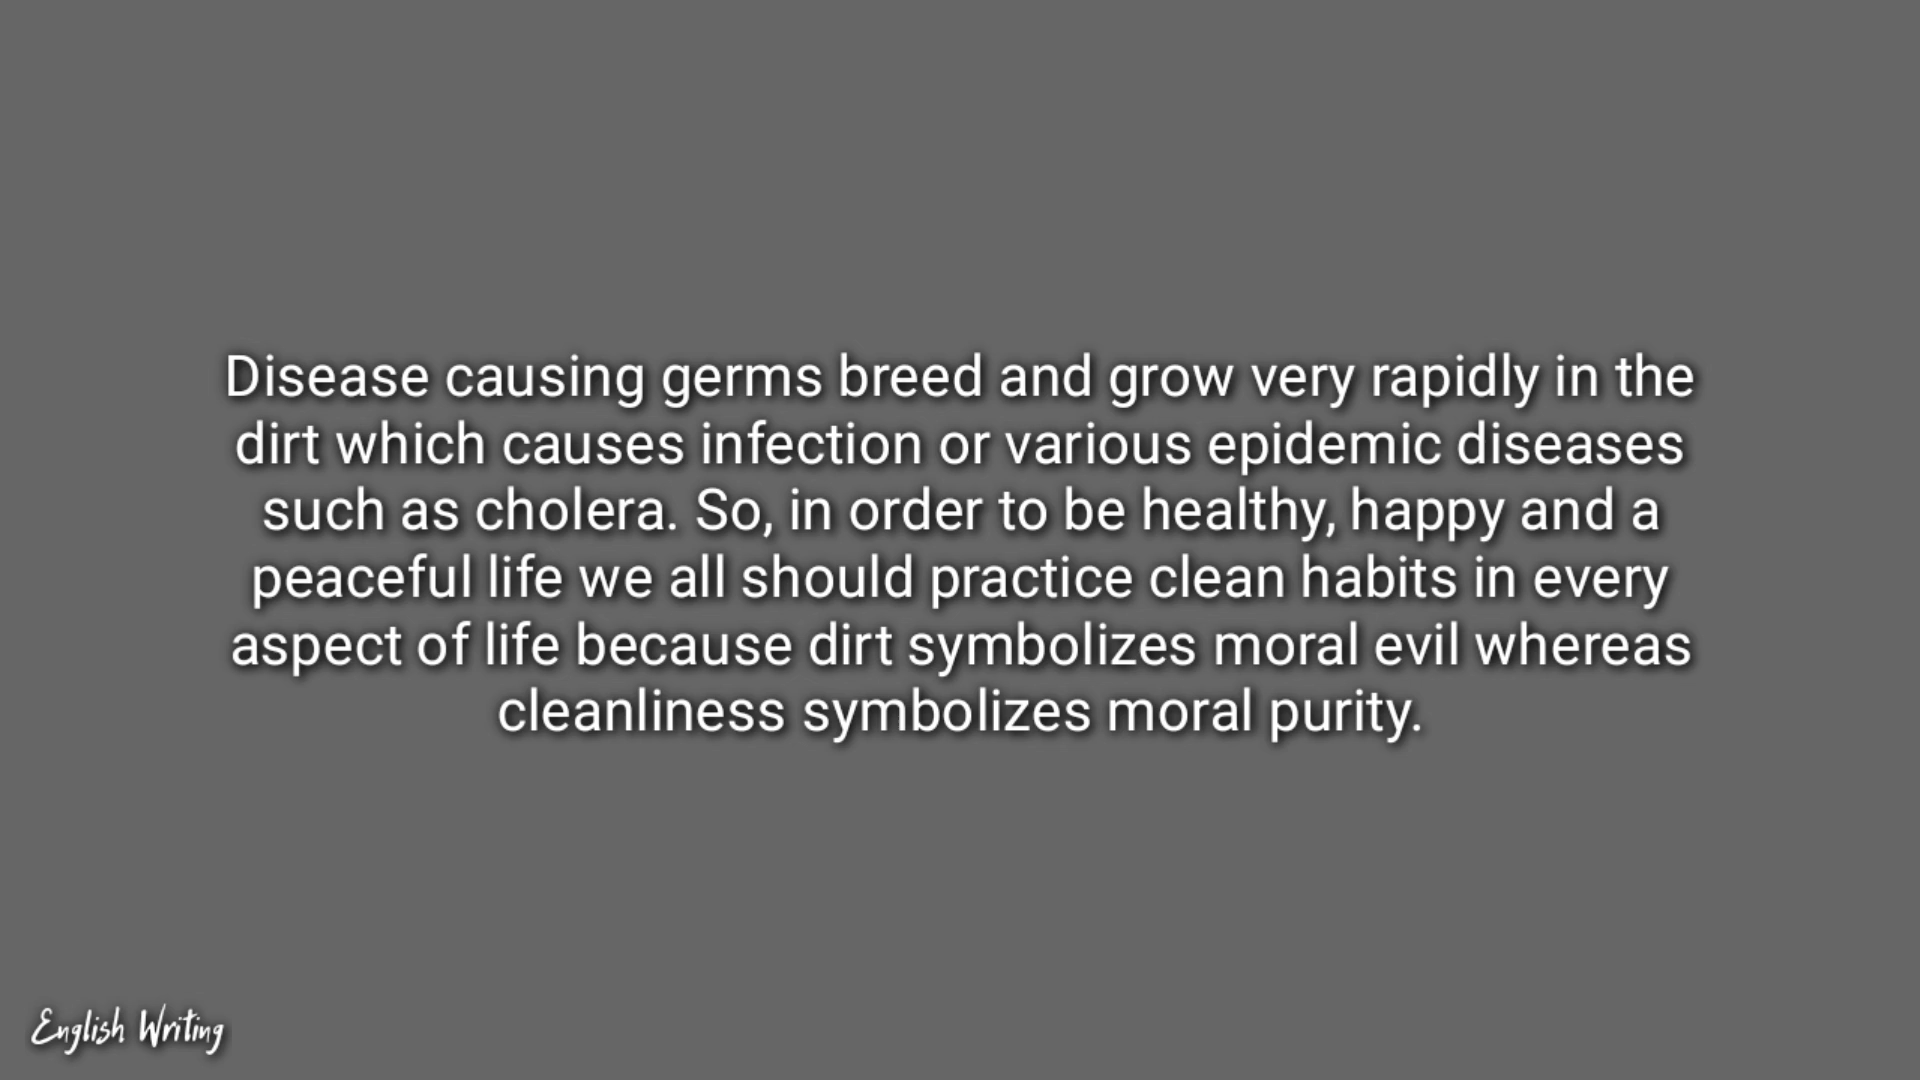 Disease causing germs breed and grow very rapidly in the
dirt which causes infection or various epidemic diseases
such as cholera. So, in order to be healthy, happy and a
peaceful life we all should practice clean habits in every
aspect of life because dirt symbolizes moral evil whereas
cleanliness symbolizes moral purity.
English Writing